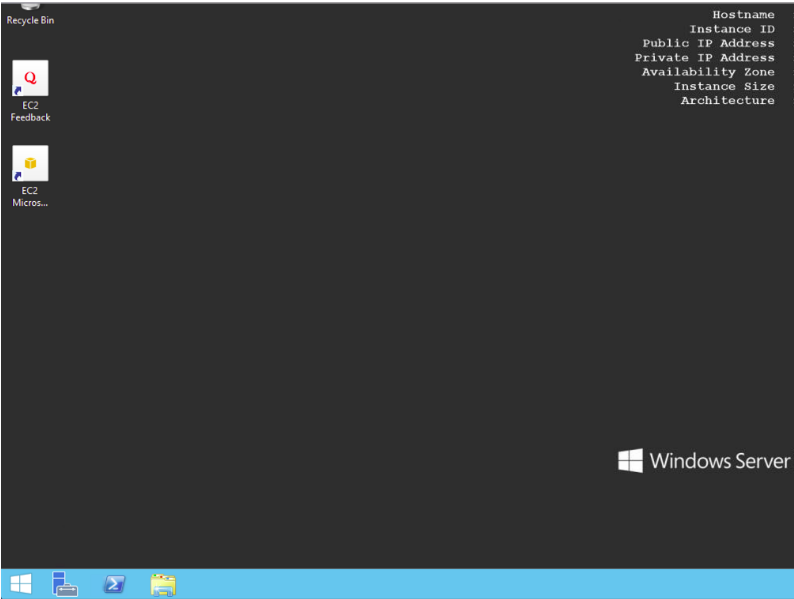 Recycle Bin
Q
EC2
Feedback
EC2
Micros...
Hostname
Instance ID
Public IP Address
Private IP Address
Availability Zone
Instance Size
Architecture
Windows Server